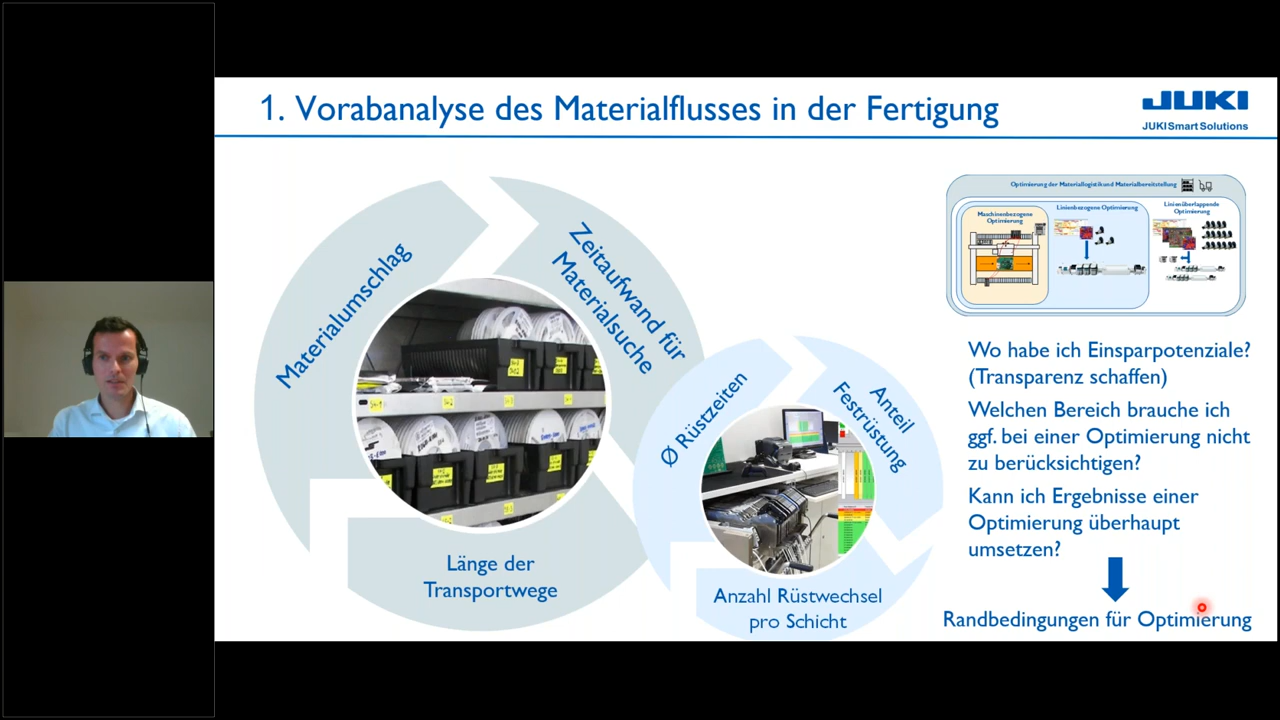 1. Vorabanalyse des Materialflusses in der Fertigung
JUKI
JUKI Smart Solutions
Materialumschlag
Zeitaufwand für
Materialsuche
Länge der
Transportwege
Ø Rüstzeiten
Anteil
Festrüstung
Anzahl Rüstwechsel
pro Schicht
Optimierung der Materiallogistik und Materialbereitstellung
Maschinenbezogene
Optimierung
Linienbezogene Optimierung
Linienüberlappende
Optimierung
Wo habe ich Einsparpotenziale?
(Transparenz schaffen)
Welchen Bereich brauche ich
ggf. bei einer Optimierung nicht
zu berücksichtigen?
Kann ich Ergebnisse einer
Optimierung überhaupt
umsetzen?
Randbedingungen für Optimierung